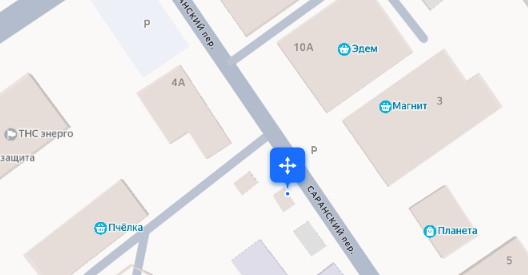 АНСКИЙ пер.
P
10А
Эдем
4А
Магнит
3
ТНС энерго
защита
P
САРАНСКИЙ пер.
Пчёлка
Планета
5